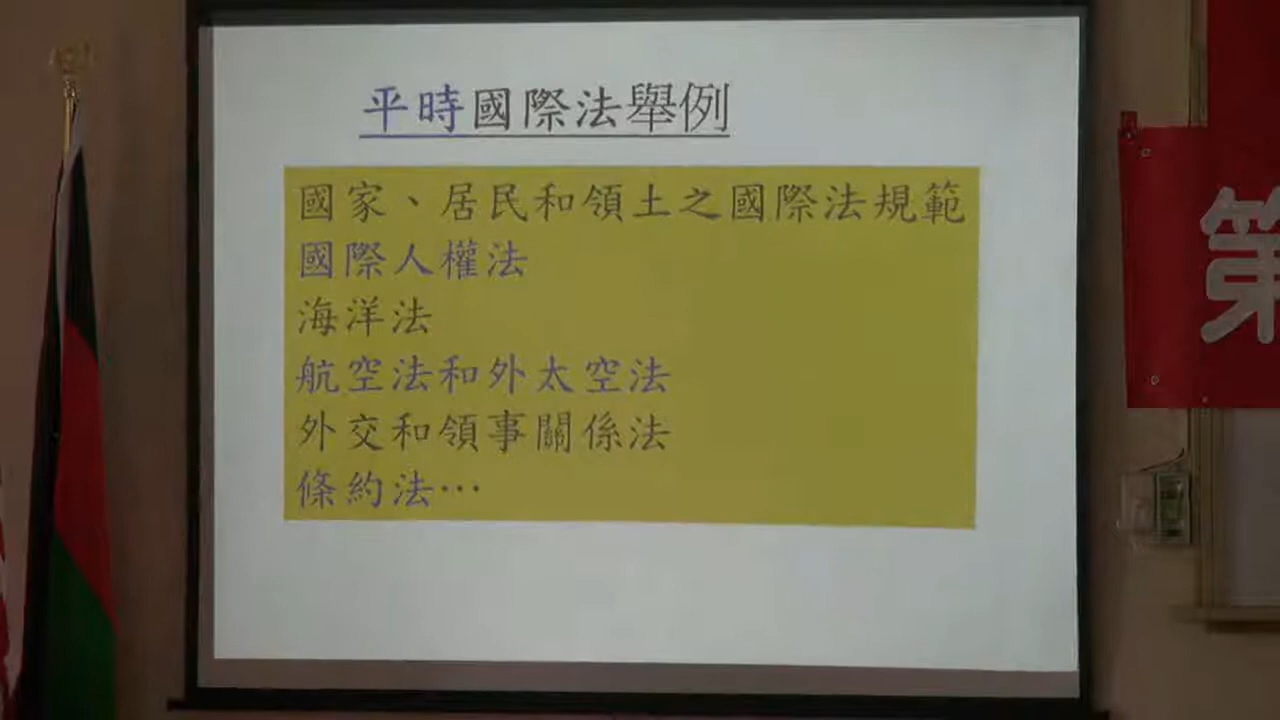 平時國際法舉例
國家、居民和領土之國際法規範
國際人權法
海洋法
航空法和外太空法
外交和領事關係法
條約法…
第